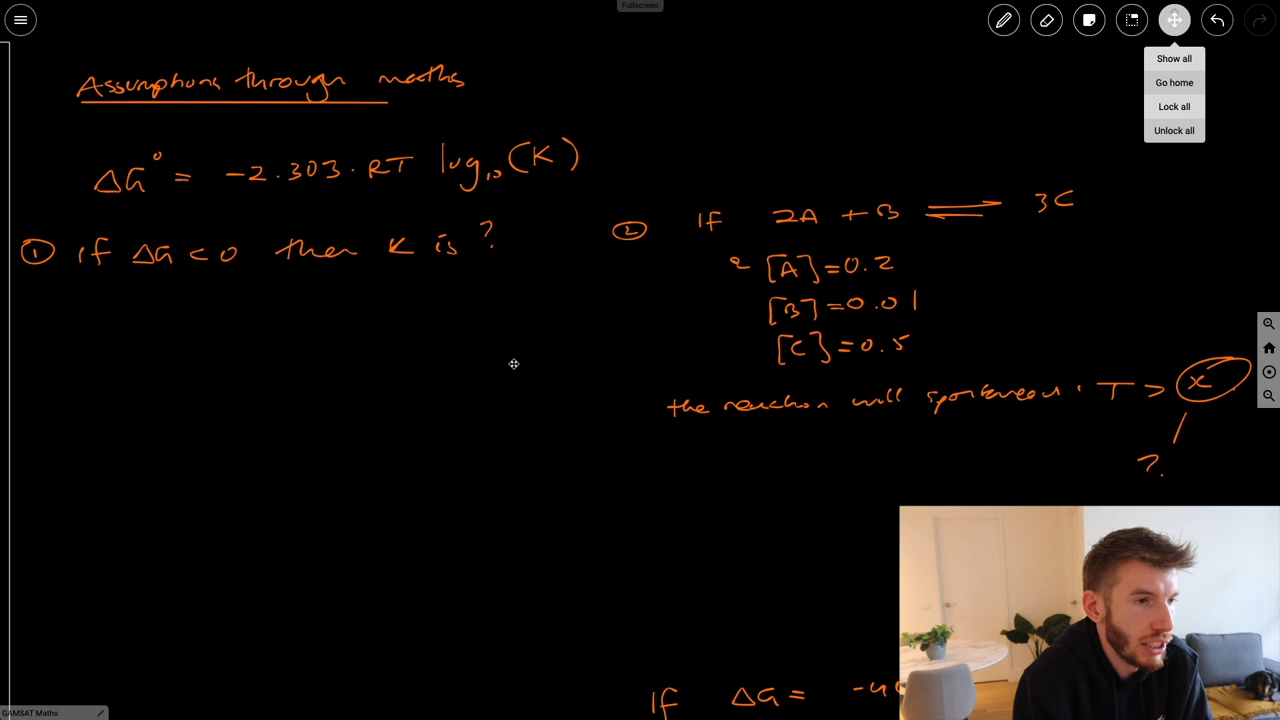 Fullscreen
Show all
Go home
Lock all
Unlock all
Assumptions through maths
ΔG° = -2.303·RT log₁₀(K)
① if ΔG < 0 then K is ?
② If 2A + B ⇌ 3C
[A]=0.2
[B]=0.01
[C]=0.5
the reaction will spontaneous T > x
?
If ΔG =
GAMSAT Maths